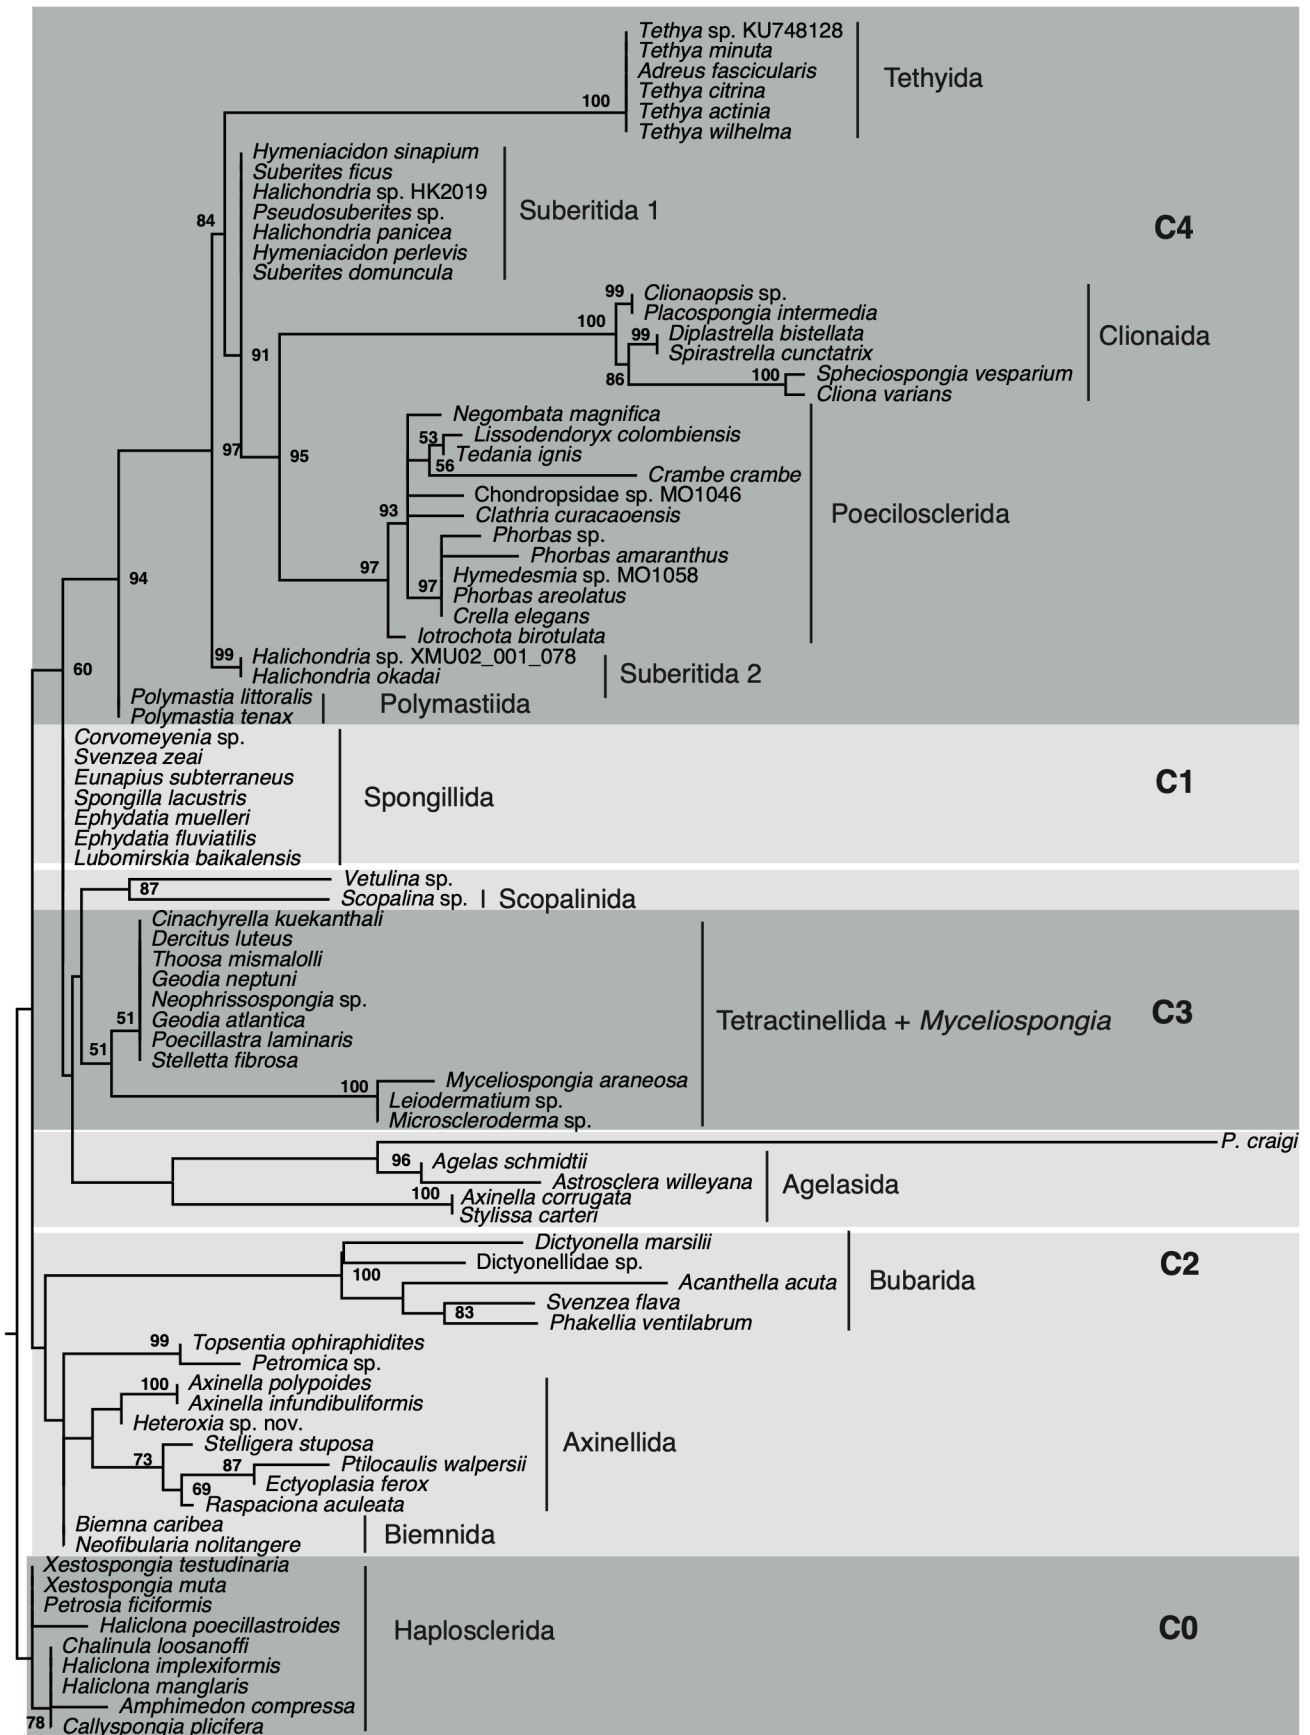 Tethya sp. KU748128
Tethya minuta
Adreus fascicularis
Tethya citrina
Tethya actinia
Tethya wilhelma
Tethyida
100
Hymeniacidon sinapium
Suberites ficus
Halichondria sp. HK2019
Pseudosuberites sp.
Halichondria panicea
Hymeniacidon perlevis
Suberites domuncula
Suberitida 1
84
C4
99
Clionaopsis sp.
Placospongia intermedia
100
99
Diplastrella bistellata
Spirastrella cunctatrix
Clionaida
91
86
100
Spheciospongia vesparium
Cliona varians
Negombata magnifica
53
Lissodendoryx colombiensis
Tedania ignis
56
Crambe crambe
97
95
Chondropsidae sp. MO1046
93
Clathria curacaoensis
Poecilosclerida
Phorbas sp.
Phorbas amaranthus
97
Hymedesmia sp. MO1058
97
Phorbas areolatus
Crella elegans
94
Iotrochota birotulata
99
Halichondria sp. XMU02_001_078
Halichondria okadai
Suberitida 2
60
Polymastia littoralis
Polymastia tenax
Polymastiida
Corvomeyenia sp.
Svenzea zeai
Eunapius subterraneus
Spongilla lacustris
Ephydatia muelleri
Ephydatia fluviatilis
Lubomirskia baikalensis
Spongillida
C1
87
Vetulina sp.
Scopalina sp.
Scopalinida
Cinachyrella kuekanthali
Dercitus luteus
Thoosa mismalolli
Geodia neptuni
Neophrissospongia sp.
51
Geodia atlantica
Poecillastra laminaris
51
Stelletta fibrosa
Tetractinellida + Myceliospongia
C3
100
Myceliospongia araneosa
Leiodermatium sp.
Microscleroderma sp.
P. craigi
96
Agelas schmidtii
Astrosclera willeyana
100
Axinella corrugata
Stylissa carteri
Agelasida
Dictyonella marsilii
Dictyonellidae sp.
100
Acanthella acuta
Svenzea flava
83
Phakellia ventilabrum
Bubarida
C2
99
Topsentia ophiraphidites
Petromica sp.
100
Axinella polypoides
Axinella infundibuliformis
Heteroxia sp. nov.
Stelligera stuposa
73
87
Ptilocaulis walpersii
Ectyoplasia ferox
69
Raspaciona aculeata
Axinellida
Biemna caribea
Neofibularia nolitangere
Biemnida
Xestospongia testudinaria
Xestospongia muta
Petrosia ficiformis
Haliclona poecillastroides
Chalinula loosanoffi
Haliclona implexiformis
Haliclona manglaris
Amphimedon compressa
78
Callyspongia plicifera
Haplosclerida
C0